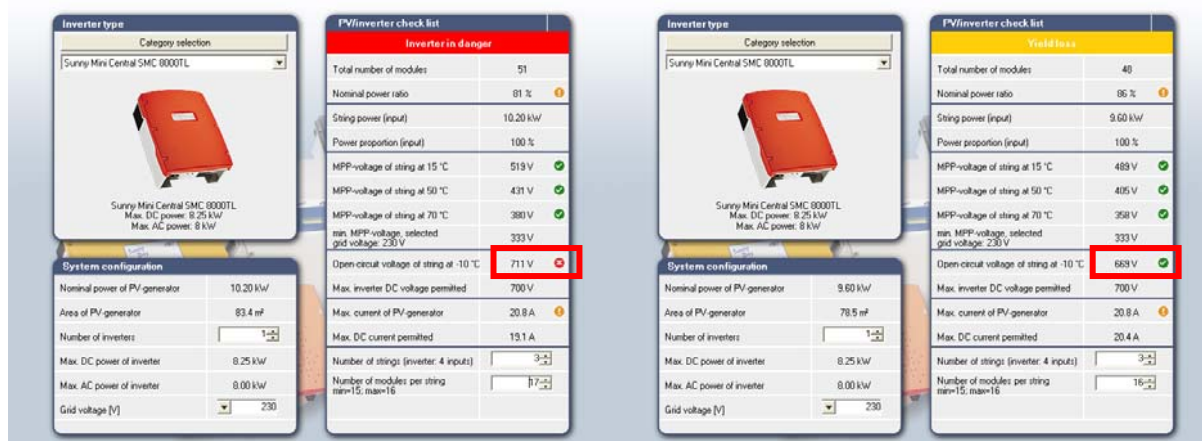 Inverter type
Category selection
Sunny Mini Central SMC 8000TL
Sunny Mini Central SMC 8000TL
Max. DC power: 8.25 kW
Max. AC power: 8 kW
System configuration
Nominal power of PV-generator 10.20 kW
Area of PV-generator 83.4 m²
Number of inverters 1
Max. DC power of inverter 8.25 kW
Max. AC power of inverter 8.00 kW
Grid voltage [V] 230
PV/inverter check list
Inverter in danger
Total number of modules 51
Nominal power ratio 81 %
String power (input) 10.20 kW
Power proportion (input) 100 %
MPP-voltage of string at 15 °C 519 V
MPP-voltage of string at 50 °C 431 V
MPP-voltage of string at 70 °C 380 V
min. MPP-voltage, selected
grid voltage: 230 V 333 V
Open-circuit voltage of string at -10 °C 711 V
Max. inverter DC voltage permitted 700 V
Max. current of PV-generator 20.8 A
Max. DC current permitted 19.1 A
Number of strings (inverter: 4 inputs) 3
Number of modules per string
min=15; max=16 17
Inverter type
Category selection
Sunny Mini Central SMC 8000TL
Sunny Mini Central SMC 8000TL
Max. DC power: 8.25 kW
Max. AC power: 8 kW
System configuration
Nominal power of PV-generator 9.60 kW
Area of PV-generator 78.5 m²
Number of inverters 1
Max. DC power of inverter 8.25 kW
Max. AC power of inverter 8.00 kW
Grid voltage [V] 230
PV/inverter check list
Yield loss
Total number of modules 48
Nominal power ratio 86 %
String power (input) 9.60 kW
Power proportion (input) 100 %
MPP-voltage of string at 15 °C 489 V
MPP-voltage of string at 50 °C 405 V
MPP-voltage of string at 70 °C 358 V
min. MPP-voltage, selected
grid voltage: 230 V 333 V
Open-circuit voltage of string at -10 °C 669 V
Max. inverter DC voltage permitted 700 V
Max. current of PV-generator 20.8 A
Max. DC current permitted 20.4 A
Number of strings (inverter: 4 inputs) 3
Number of modules per string
min=15; max=16 16